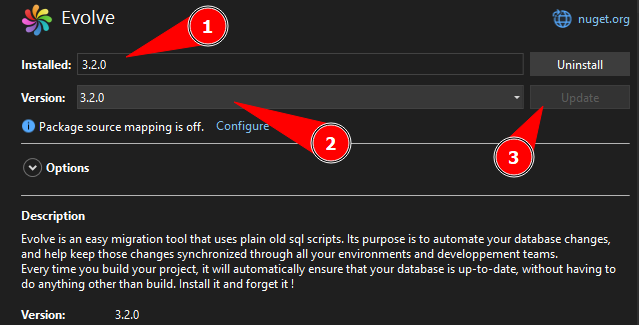 Evolve
nuget.org
1
Installed: 3.2.0 Uninstall
Version: 3.2.0 Update
Package source mapping is off. Configure
2
3
Options
Description
Evolve is an easy migration tool that uses plain old sql scripts. Its purpose is to automate your database changes,
and help keep those changes synchronized through all your environments and developpement teams.
Every time you build your project, it will automatically ensure that your database is up-to-date, without having to
do anything other than build. Install it and forget it !
Version: 3.2.0